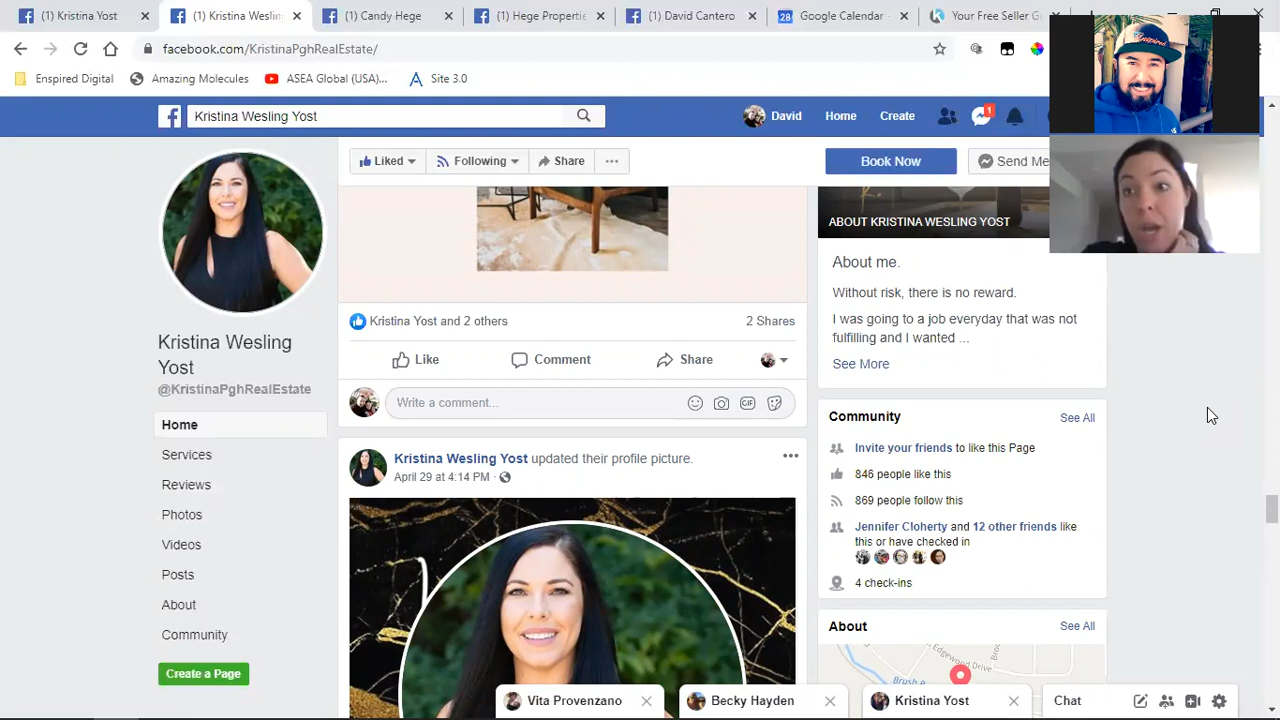 (1) Kristina Yost
(1) Kristina Weslin
(1) Candy Hege
(1) Hege Propertie
(1) David Cantero
Google Calendar -
Your Free Seller G
facebook.com/KristinaPghRealEstate/
Enspired Digital
Amazing Molecules
ASEA Global (USA)...
Site 3.0
Kristina Wesling Yost
David
Home
Create
1
Liked
Following
Share
Book Now
Send Me
ABOUT KRISTINA WESLING YOST
About me.
Without risk, there is no reward.
I was going to a job everyday that was not
fulfilling and I wanted ...
See More
Kristina Wesling
Yost
@KristinaPghRealEstate
Home
Services
Reviews
Photos
Videos
Posts
About
Community
Create a Page
Kristina Yost and 2 others
2 Shares
Like
Comment
Share
Write a comment...
GIF
Kristina Wesling Yost updated their profile picture.
April 29 at 4:14 PM ·
Community
See All
Invite your friends to like this Page
846 people like this
869 people follow this
Jennifer Cloherty and 12 other friends like
this or have checked in
4 check-ins
About
See All
Edgewood Drive
Vita Provenzano
Becky Hayden
Kristina Yost
Chat